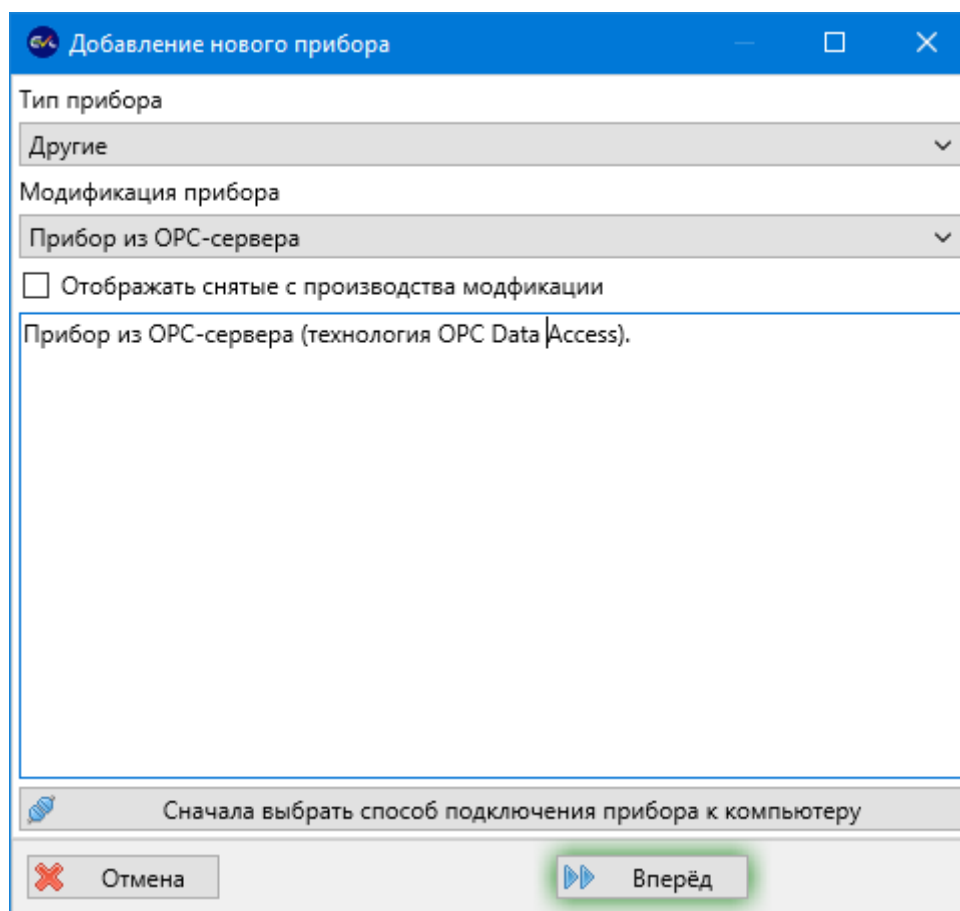 Добавление нового прибора
Тип прибора
Другие
Модификация прибора
Прибор из OPC-сервера
Отображать снятые с производства модфикации
Прибор из OPC-сервера (технология OPC Data Access).
Сначала выбрать способ подключения прибора к компьютеру
Отмена
Вперёд